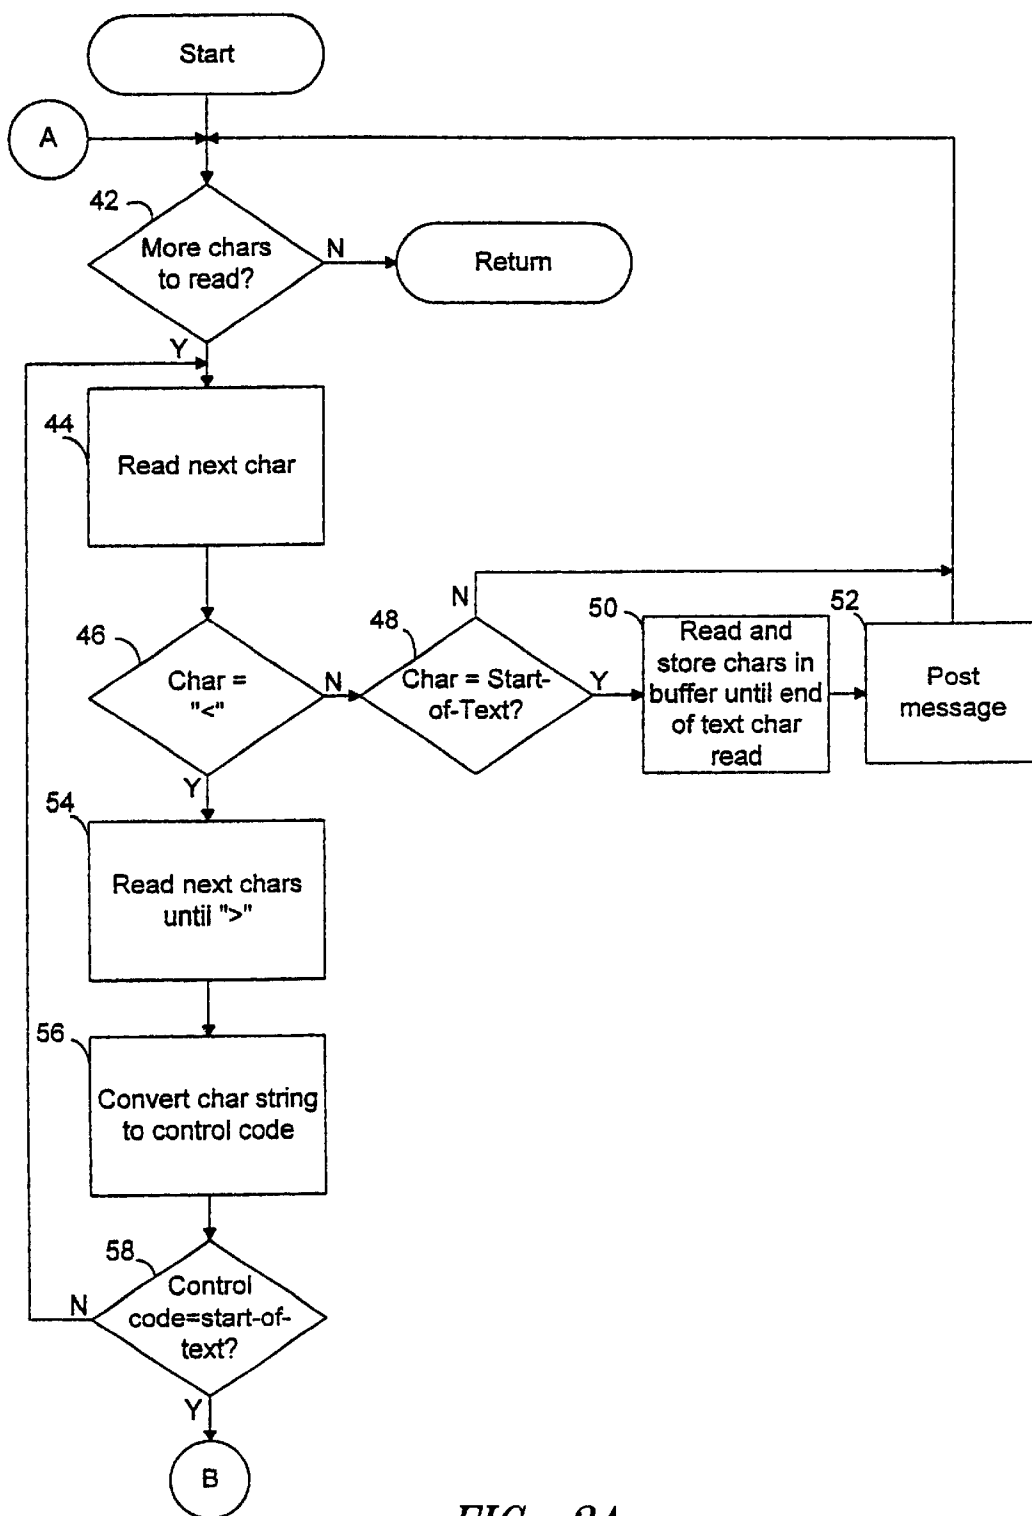 Start
A
42
More chars
to read?
N
Return
Y
44
Read next char
46
Char =
"<"
N
48
Char = Start-
of-Text?
N
Y
50
Read and
store chars in
buffer until end
of text char
read
52
Post
message
Y
54
Read next chars
until ">"
56
Convert char string
to control code
58
Control
code=start-of-
text?
N
Y
B